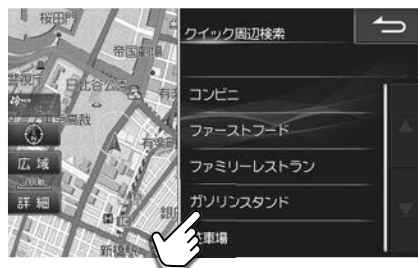 桜田門
クイック周辺検索
帝国劇場
日比谷公
有楽
高裁
コンビニ
ファーストフード
ファミリーレストラン
ガソリンスタンド
車場
広域
200m
詳細
新橋駅